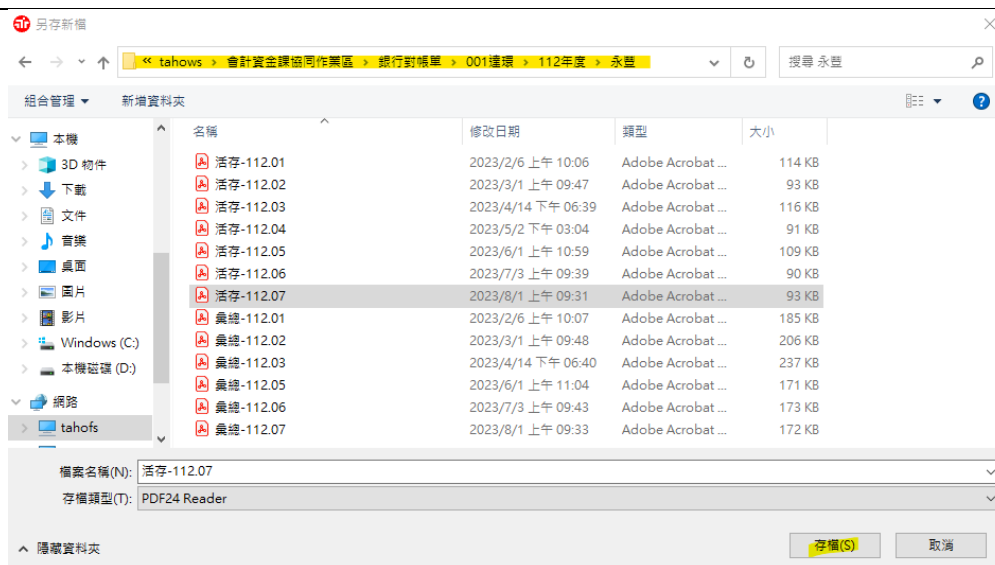 另存新檔
« tahows › 會計資金課協同作業區 › 銀行對帳單 › 001達環 › 112年度 › 永豐
搜尋 永豐
組合管理 新增資料夾
名稱 修改日期 類型 大小
本機
3D 物件
下載
文件
音樂
桌面
圖片
影片
Windows (C:)
本機磁碟 (D:)
網路
tahofs
活存-112.01 2023/2/6 上午 10:06 Adobe Acrobat ... 114 KB
活存-112.02 2023/3/1 上午 09:47 Adobe Acrobat ... 93 KB
活存-112.03 2023/4/14 下午 06:39 Adobe Acrobat ... 116 KB
活存-112.04 2023/5/2 下午 03:04 Adobe Acrobat ... 91 KB
活存-112.05 2023/6/1 上午 10:59 Adobe Acrobat ... 109 KB
活存-112.06 2023/7/3 上午 09:39 Adobe Acrobat ... 90 KB
活存-112.07 2023/8/1 上午 09:31 Adobe Acrobat ... 93 KB
彙總-112.01 2023/2/6 上午 10:07 Adobe Acrobat ... 185 KB
彙總-112.02 2023/3/1 上午 09:48 Adobe Acrobat ... 206 KB
彙總-112.03 2023/4/14 下午 06:40 Adobe Acrobat ... 237 KB
彙總-112.05 2023/6/1 上午 11:04 Adobe Acrobat ... 171 KB
彙總-112.06 2023/7/3 上午 09:43 Adobe Acrobat ... 173 KB
彙總-112.07 2023/8/1 上午 09:33 Adobe Acrobat ... 172 KB
檔案名稱(N): 活存-112.07
存檔類型(T): PDF24 Reader
隱藏資料夾
存檔(S) 取消